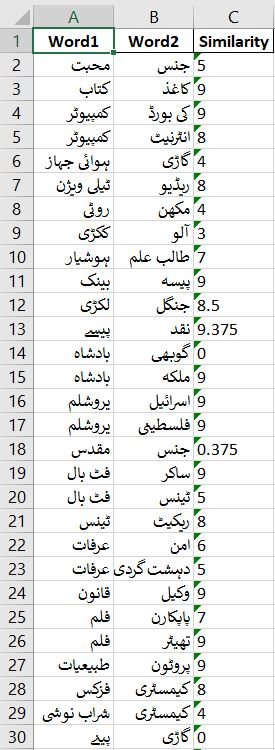 A B C
1 Word1 Word2 Similarity
2 محبت جنس 5
3 کتاب کاغذ 9
4 کمپیوٹر کی بورڈ 9
5 کمپیوٹر انٹرنیٹ 8
6 ہوائی جہاز گاڑی 4
7 ٹیلی ویژن ریڈیو 8
8 روٹی مکھن 4
9 ککڑی آلو 3
10 ہوشیار طالب علم 7
11 بینک پیسہ 9
12 لکڑی جنگل 8.5
13 پیسے نقد 9.375
14 بادشاہ گوبھی 0
15 بادشاہ ملکہ 9
16 یروشلم اسرائیل 9
17 یروشلم فلسطینی 9
18 مقدس جنس 0.375
19 فٹ بال ساکر 9
20 فٹ بال ٹینس 5
21 ٹینس ریکیٹ 8
22 عرفات امن 6
23 عرفات دہشت گردی 5
24 قانون وکیل 9
25 فلم پاپکارن 7
26 فلم تھیٹر 9
27 طبیعیات پروٹون 9
28 فزکس کیمسٹری 8
29 شراب نوشی کیمسٹری 4
30 پینے گاڑی 0